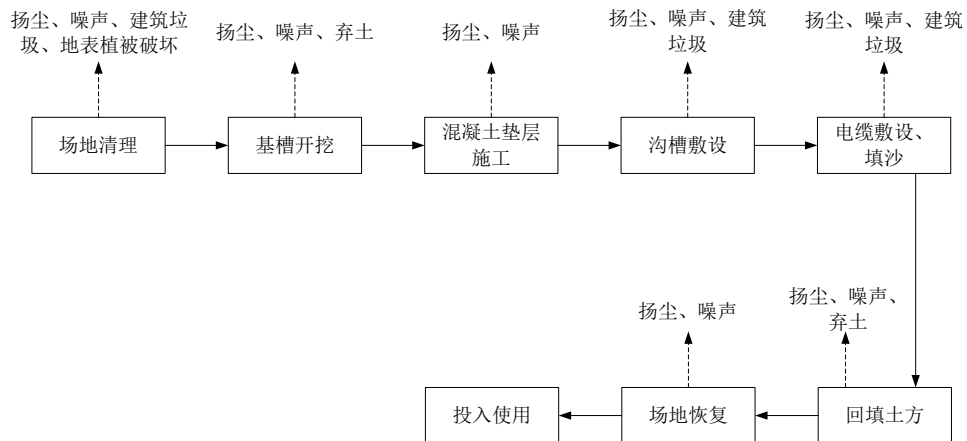 扬尘、噪声、建筑垃
圾、地表植被破坏
扬尘、噪声、弃土
扬尘、噪声
扬尘、噪声、建筑
垃圾
扬尘、噪声、建筑
垃圾
场地清理
基槽开挖
混凝土垫层
施工
沟槽敷设
电缆敷设、
填沙
扬尘、噪声
扬尘、噪声、
弃土
投入使用
场地恢复
回填土方